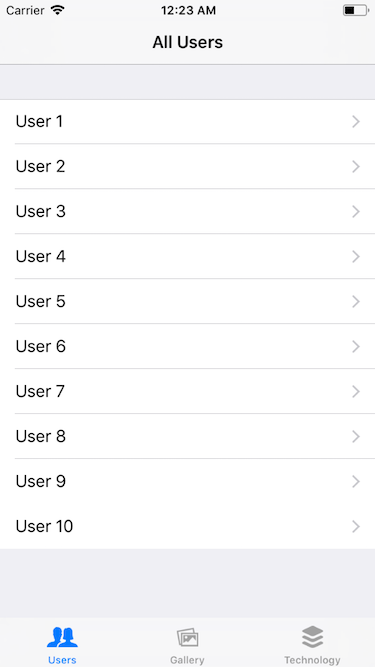 Carrier 12:23 AM
All Users
User 1
User 2
User 3
User 4
User 5
User 6
User 7
User 8
User 9
User 10
Users Gallery Technology